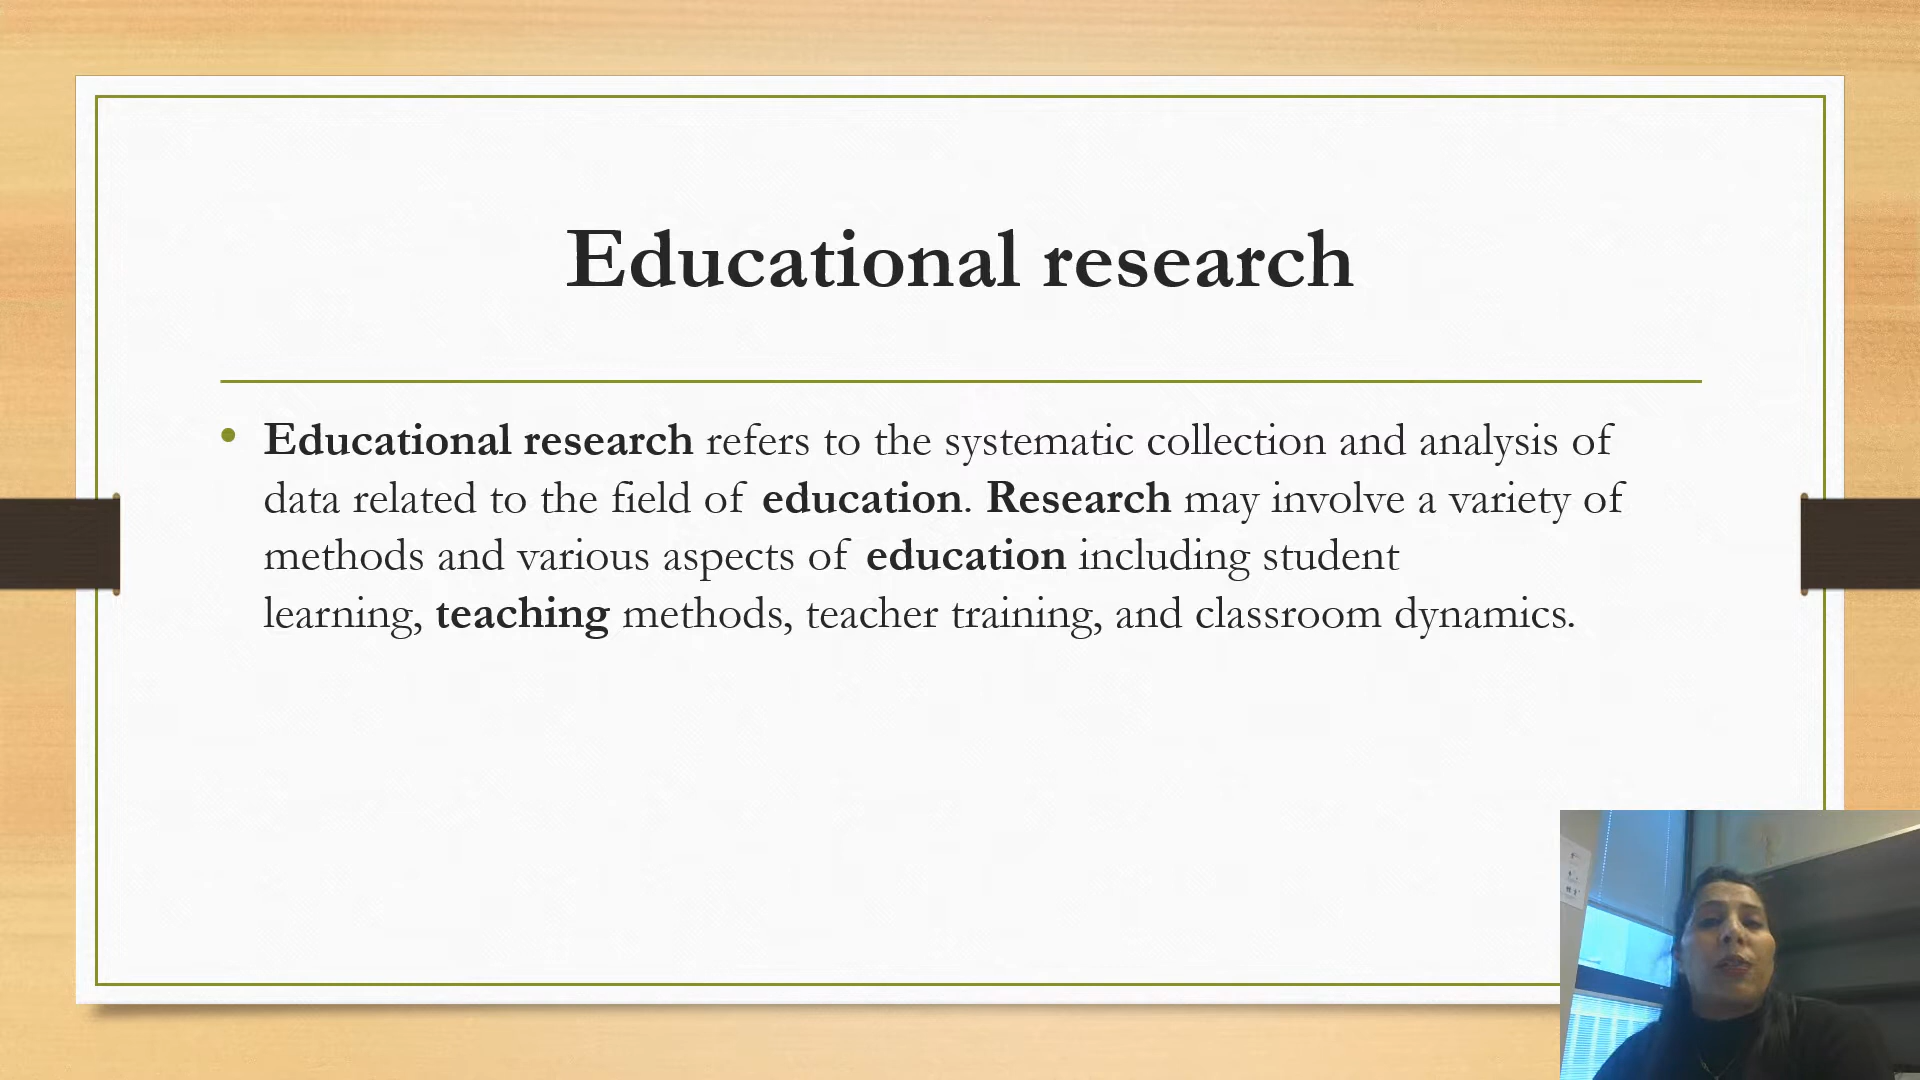 Educational research
• Educational research refers to the systematic collection and analysis of
data related to the field of education. Research may involve a variety of
methods and various aspects of education including student
learning, teaching methods, teacher training, and classroom dynamics.